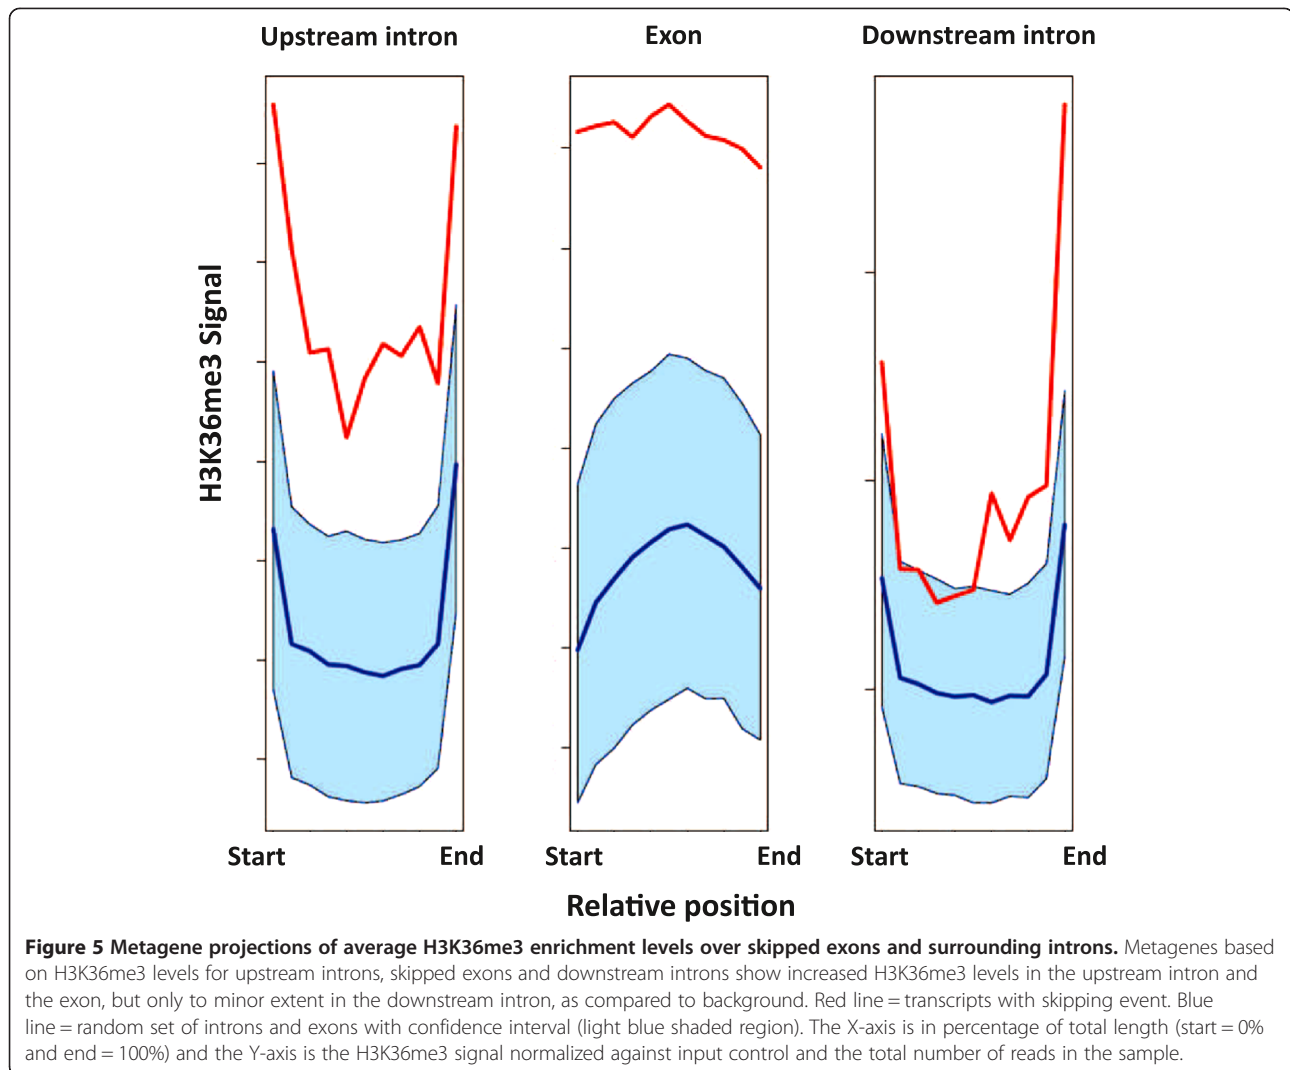 Upstream intron
Exon
Downstream intron
H3K36me3 Signal
Start
End
Start
End
Start
End
Relative position
Figure 5 Metagene projections of average H3K36me3 enrichment levels over skipped exons and surrounding introns. Metagenes based
on H3K36me3 levels for upstream introns, skipped exons and downstream introns show increased H3K36me3 levels in the upstream intron and
the exon, but only to minor extent in the downstream intron, as compared to background. Red line = transcripts with skipping event. Blue
line = random set of introns and exons with confidence interval (light blue shaded region). The X-axis is in percentage of total length (start = 0%
and end = 100%) and the Y-axis is the H3K36me3 signal normalized against input control and the total number of reads in the sample.